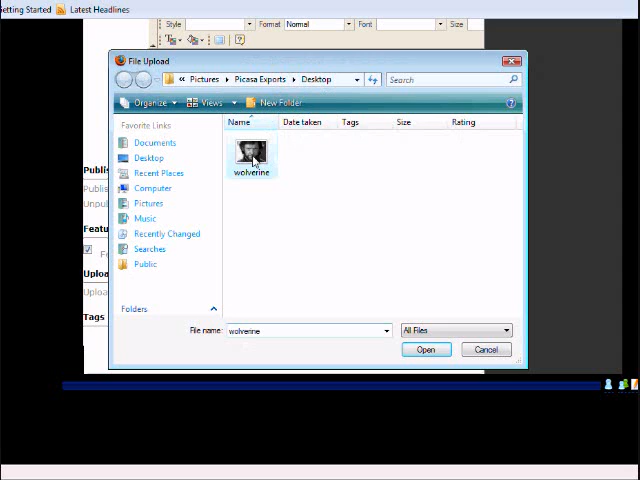 Getting Started Latest Headlines
Style Format Normal Font Size
File Upload
« Pictures Picasa Exports Desktop Search
Organize Views New Folder
Favorite Links Name Date taken Tags Size Rating
Documents
Desktop
Recent Places
Computer
Pictures
Music
Recently Changed
Searches
Public
wolverine
Folders
File name: wolverine All Files
Open Cancel
Publis
Publis
Unpu
Featu
Uploa
Uploa
Tags